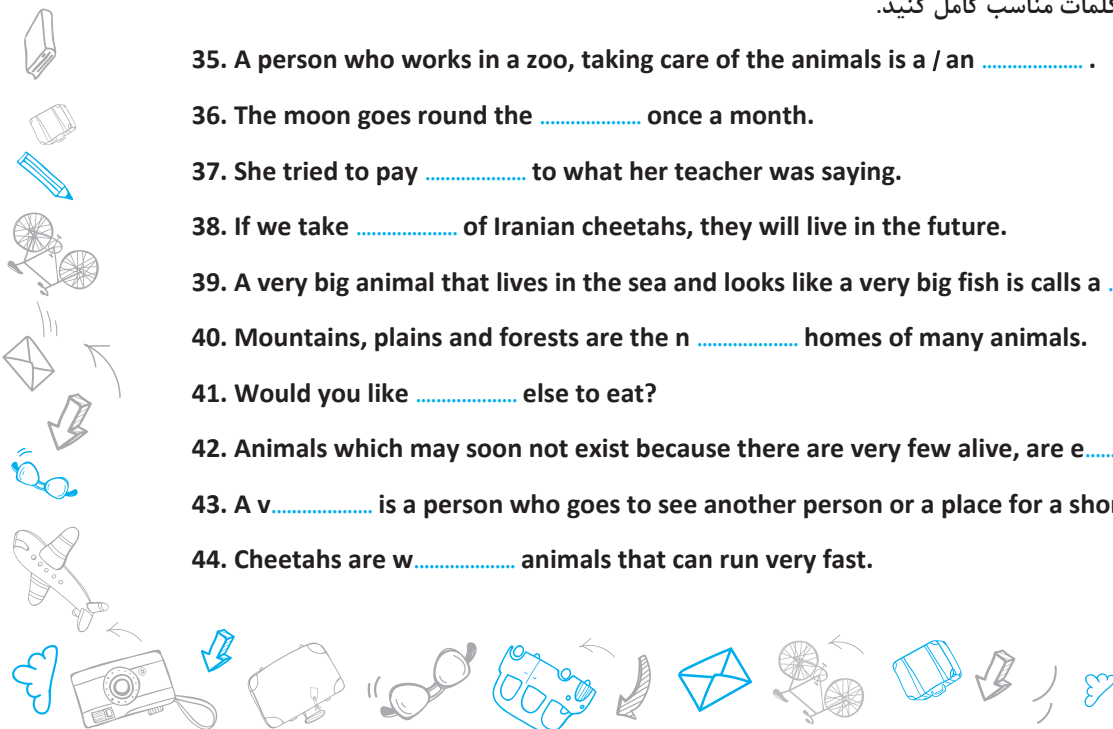 کلمات مناسب کامل کنید.
35. A person who works in a zoo, taking care of the animals is a / an .................... .
36. The moon goes round the .................... once a month.
37. She tried to pay .................... to what her teacher was saying.
38. If we take .................... of Iranian cheetahs, they will live in the future.
39. A very big animal that lives in the sea and looks like a very big fish is calls a .
40. Mountains, plains and forests are the n .................... homes of many animals.
41. Would you like .................... else to eat?
42. Animals which may soon not exist because there are very few alive, are e......
43. A v.................... is a person who goes to see another person or a place for a
44. Cheetahs are w.................... animals that can run very fast.